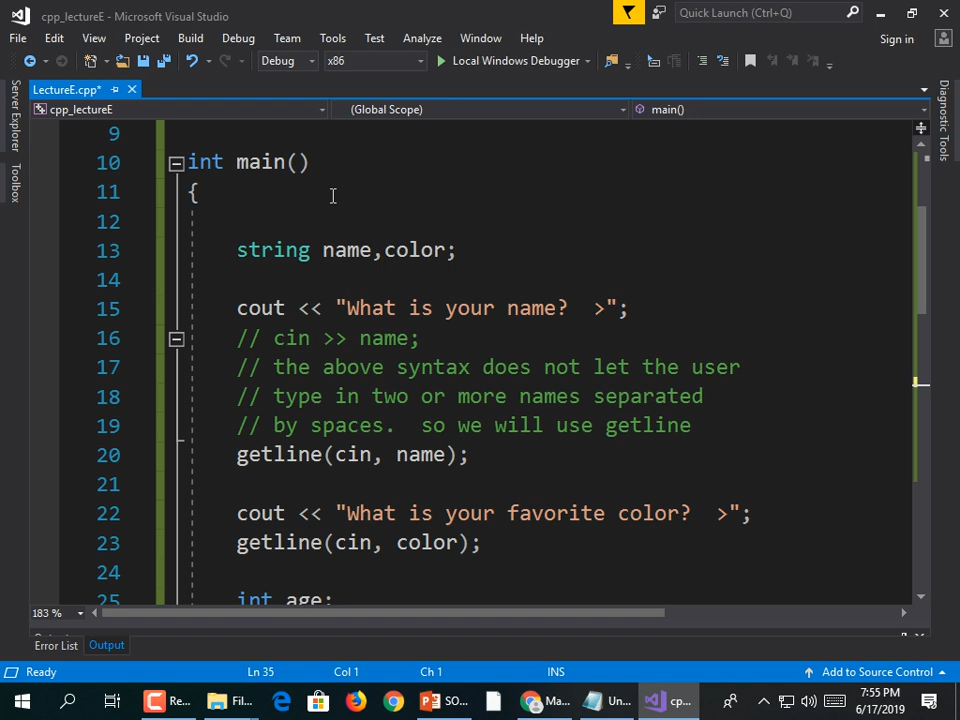 cpp_lectureE - Microsoft Visual Studio
Quick Launch (Ctrl+Q)
File Edit View Project Build Debug Team Tools Test Analyze Window Help
Sign in
Debug x86 Local Windows Debugger
LectureE.cpp*
cpp_lectureE (Global Scope) main()
Server Explorer
Toolbox
Diagnostic Tools
9
10 int main()
11 {
12
13 string name,color;
14
15 cout << "What is your name?  >";
16 // cin >> name;
17 // the above syntax does not let the user
18 // type in two or more names separated
19 // by spaces.  so we will use getline
20 getline(cin, name);
21
22 cout << "What is your favorite color?  >";
23 getline(cin, color);
24
25 int age;
183 %
Error List Output
Ready Ln 35 Col 1 Ch 1 INS Add to Source Control
Re... Fil... SO... Ma... Un... cp...
7:55 PM
6/17/2019